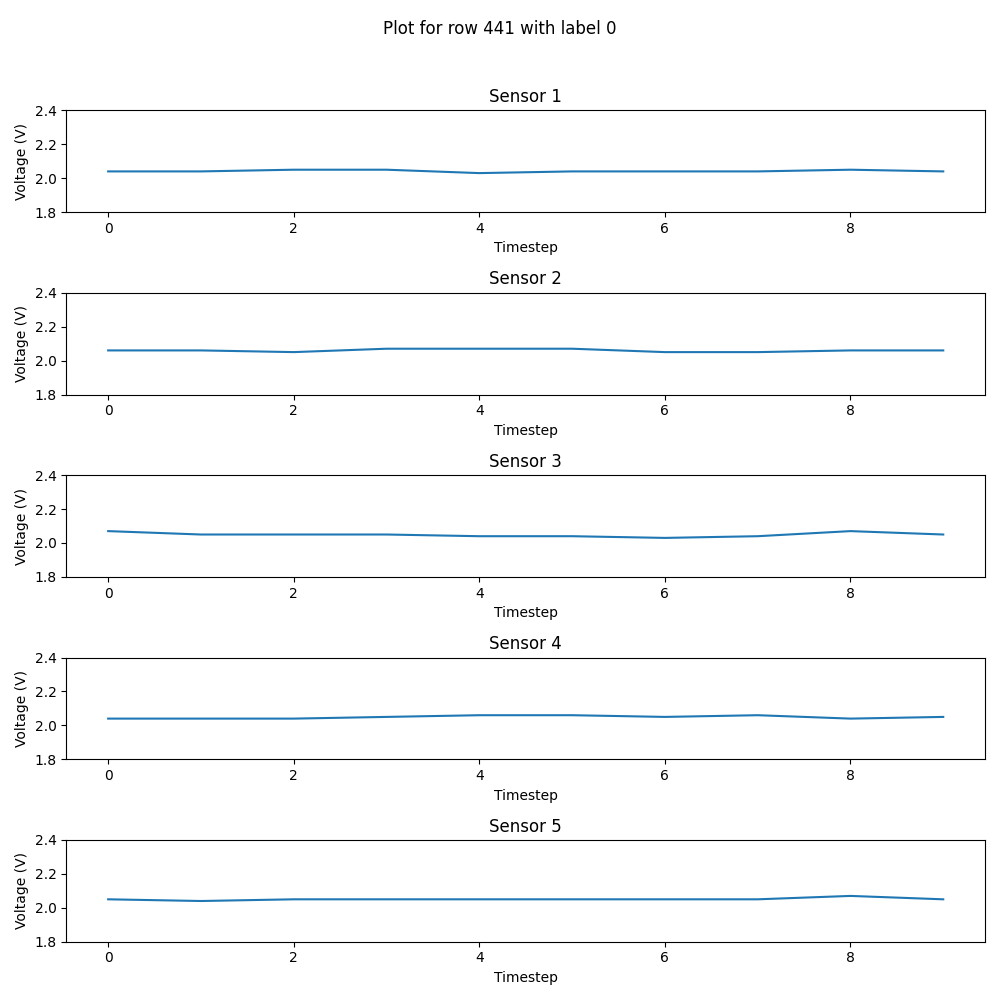 Plot for row 441 with label 0
Sensor 1
2.4
2.2
2.0
1.8
Voltage (V)
0 2 4 6 8
Timestep
Sensor 2
2.4
2.2
2.0
1.8
Voltage (V)
0 2 4 6 8
Timestep
Sensor 3
2.4
2.2
2.0
1.8
Voltage (V)
0 2 4 6 8
Timestep
Sensor 4
2.4
2.2
2.0
1.8
Voltage (V)
0 2 4 6 8
Timestep
Sensor 5
2.4
2.2
2.0
1.8
Voltage (V)
0 2 4 6 8
Timestep